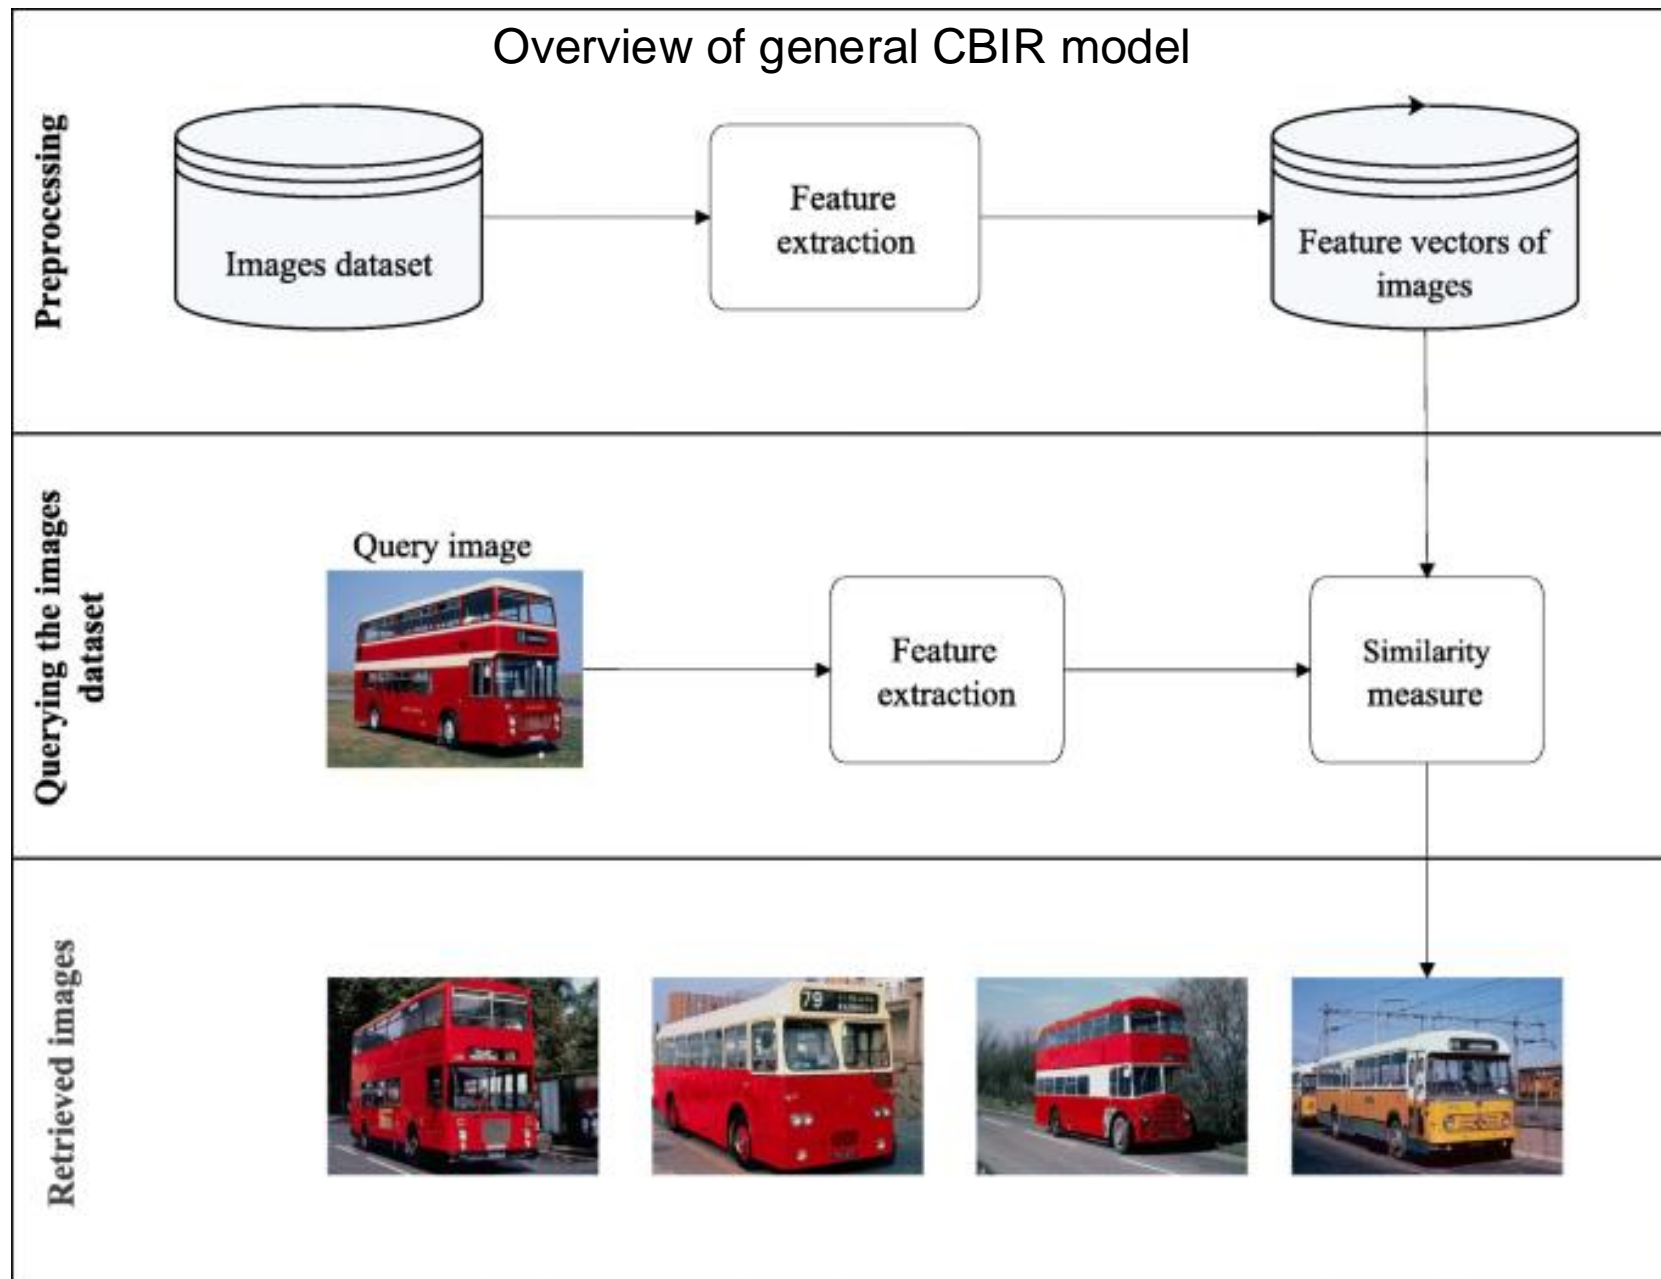 Overview of general CBIR model
Preprocessing
Images dataset
Feature
extraction
Feature vectors of
images
Querying the images
dataset
Query image
Feature
extraction
Similarity
measure
Retrieved images
79